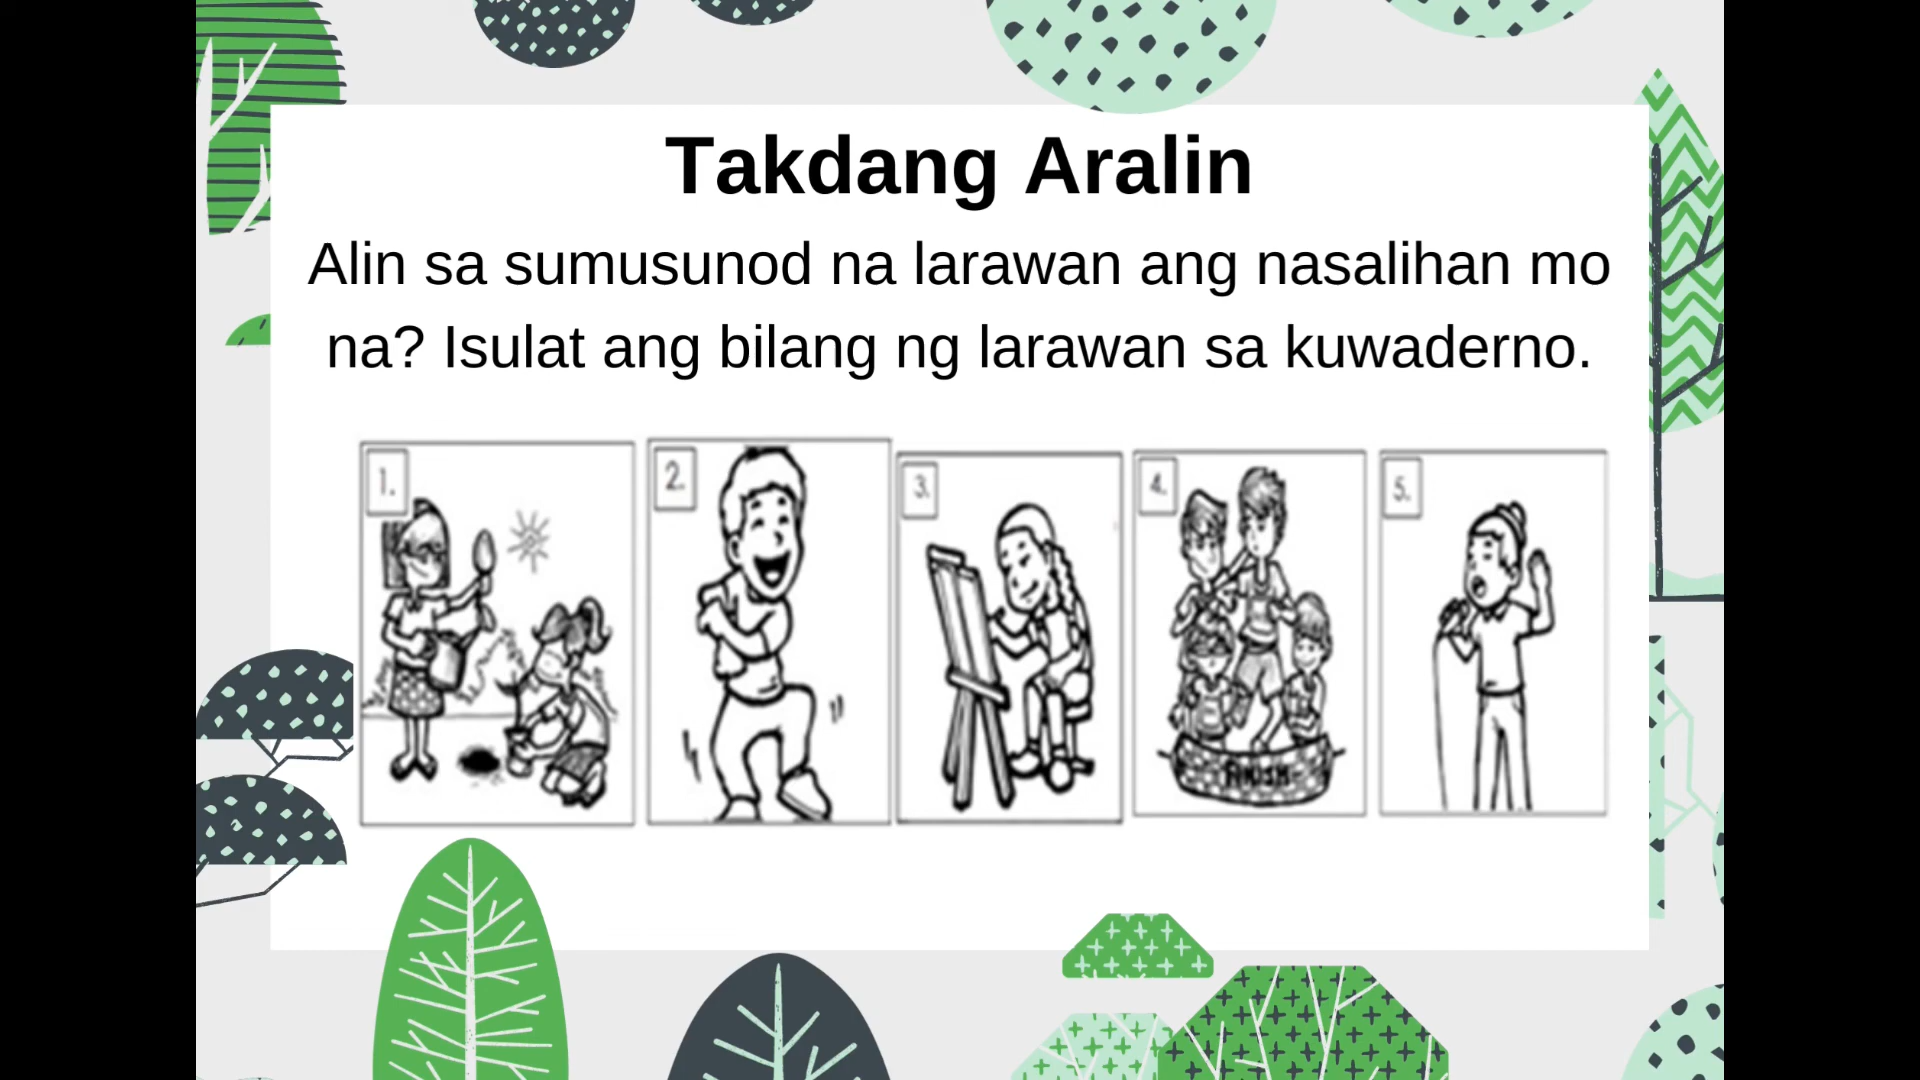 Takdang Aralin
Alin sa sumusunod na larawan ang nasalihan mo
na? Isulat ang bilang ng larawan sa kuwaderno.
1.
2.
3.
4.
5.